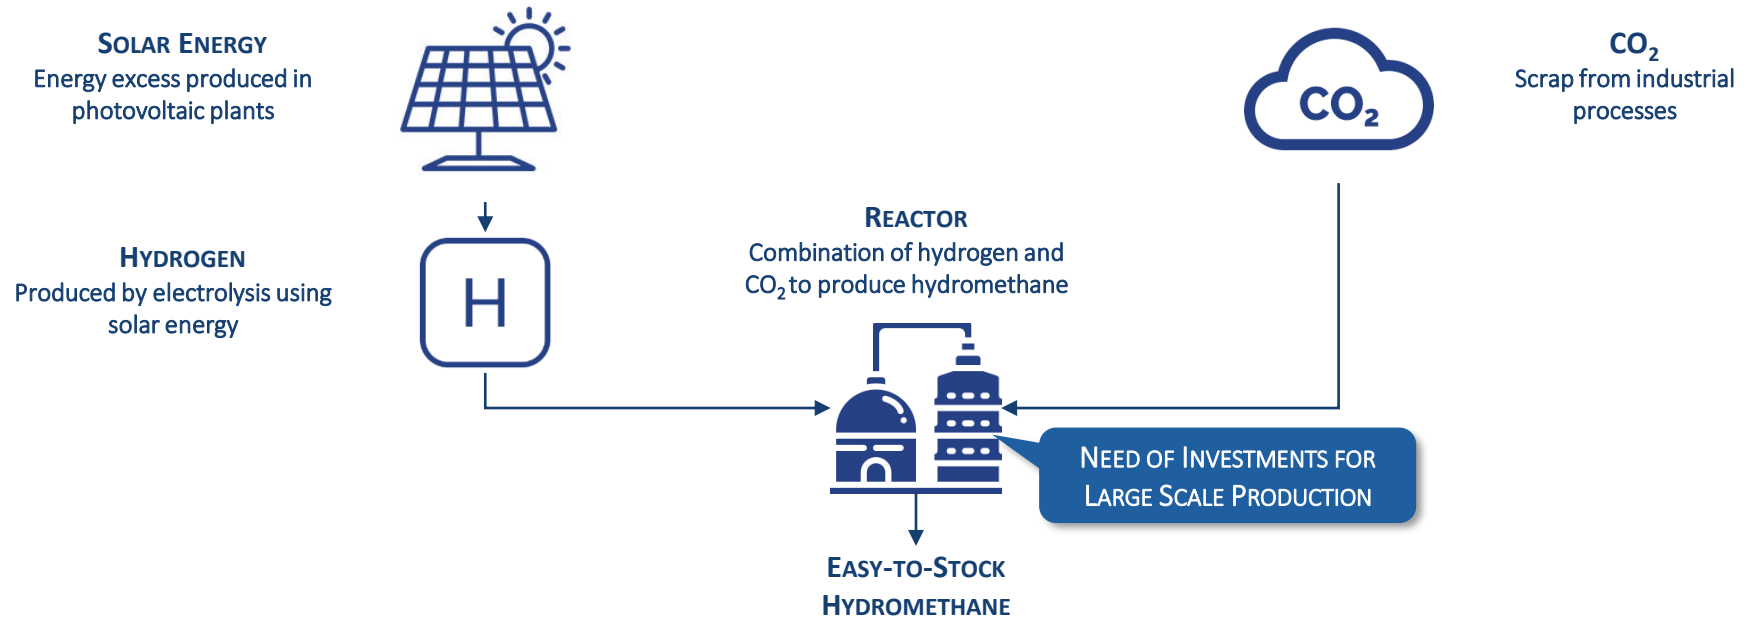 SOLAR ENERGY
Energy excess produced in
photovoltaic plants
CO₂
CO₂
Scrap from industrial
processes
HYDROGEN
Produced by electrolysis using
solar energy
H
REACTOR
Combination of hydrogen and
CO₂ to produce hydromethane
NEED OF INVESTMENTS FOR
LARGE SCALE PRODUCTION
EASY-TO-STOCK
HYDROMETHANE